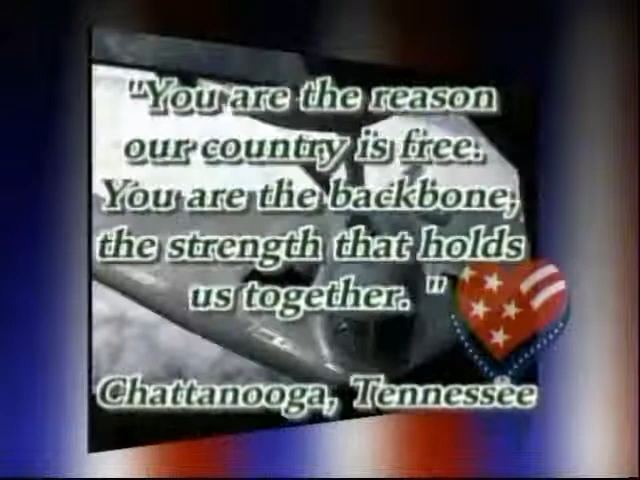 "You are the reason
our country is free.
You are the backbone,
the strength that holds
us together. "
Chattanooga, Tennessee